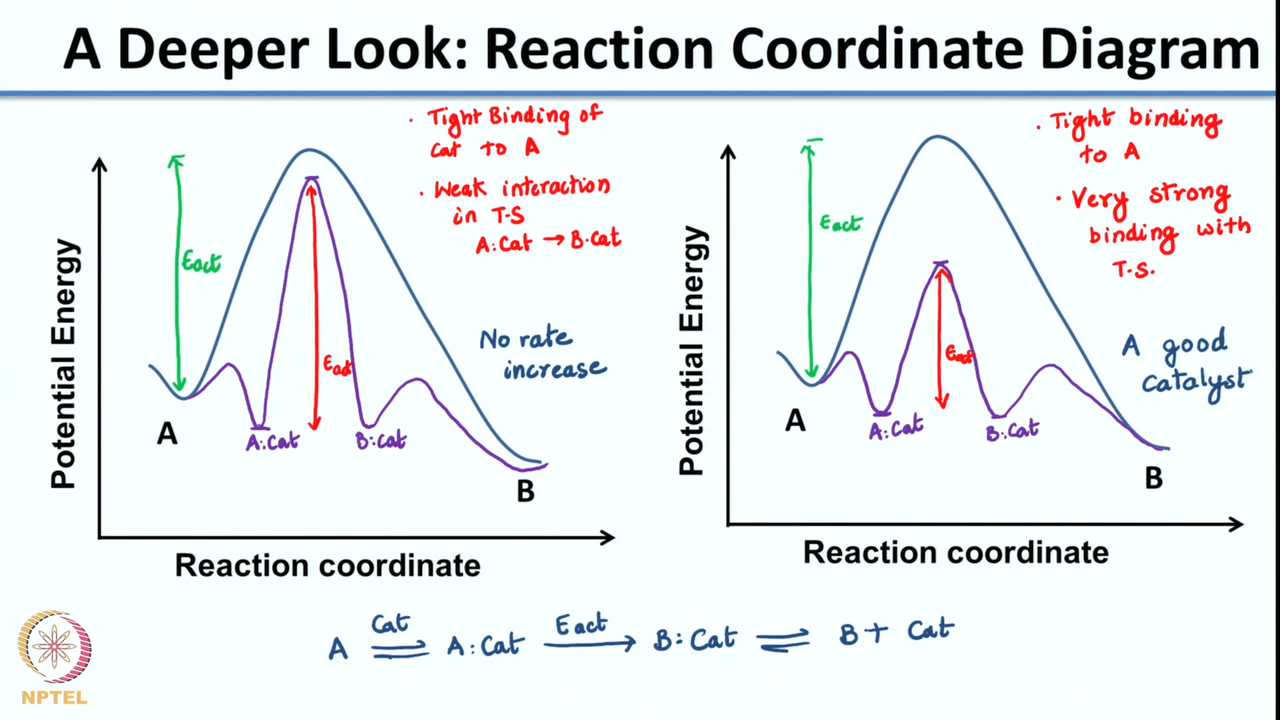 A Deeper Look: Reaction Coordinate Diagram
Potential Energy
Eact
A
A:Cat
Eact
B:Cat
B
· Tight Binding of
Cat to A
· Weak interaction
in T-S
A:Cat → B.Cat
No rate
increase
Reaction coordinate
Potential Energy
Eact
A
A:Cat
Eact
B:Cat
B
· Tight binding
to A
· Very strong
binding with
T.S.
A good
Catalyst
Reaction coordinate
A ⇌ A:Cat → B:Cat ⇌ B + Cat
Cat
Eact
NPTEL